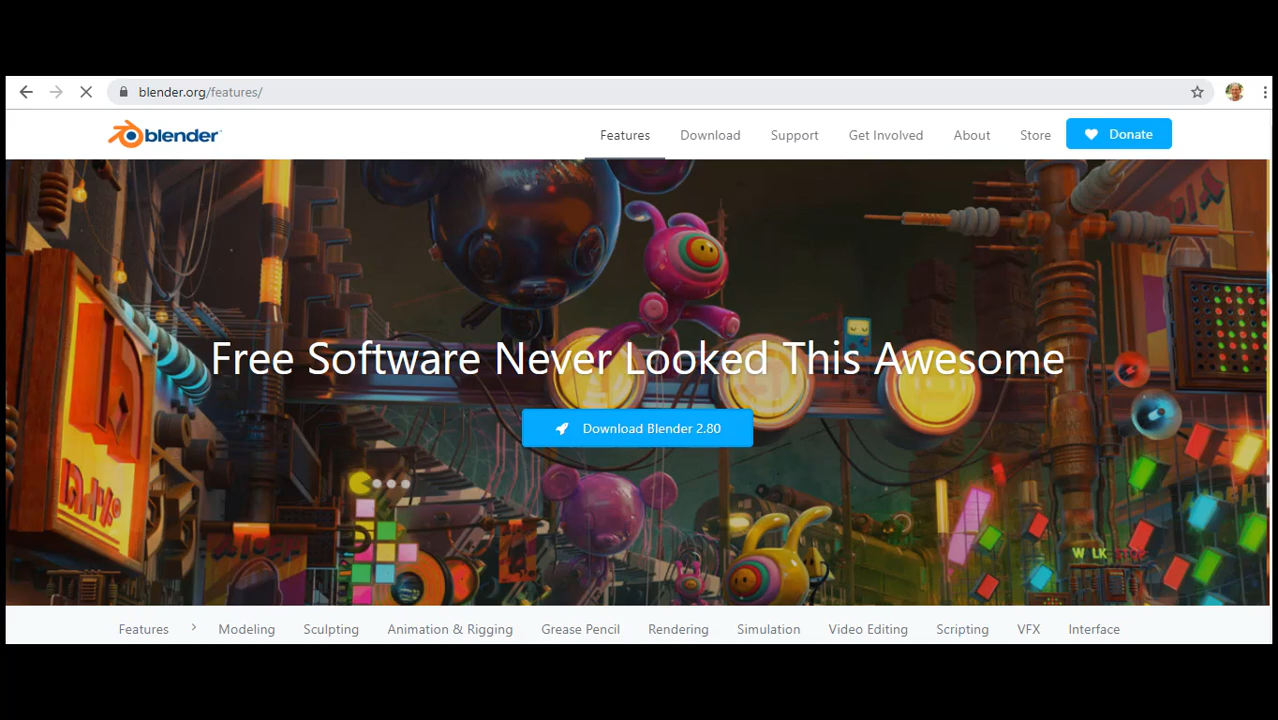 blender.org/features/
blender
Features Download Support Get Involved About Store Donate
Free Software Never Looked This Awesome
Download Blender 2.80
Features > Modeling Sculpting Animation & Rigging Grease Pencil Rendering Simulation Video Editing Scripting VFX Interface